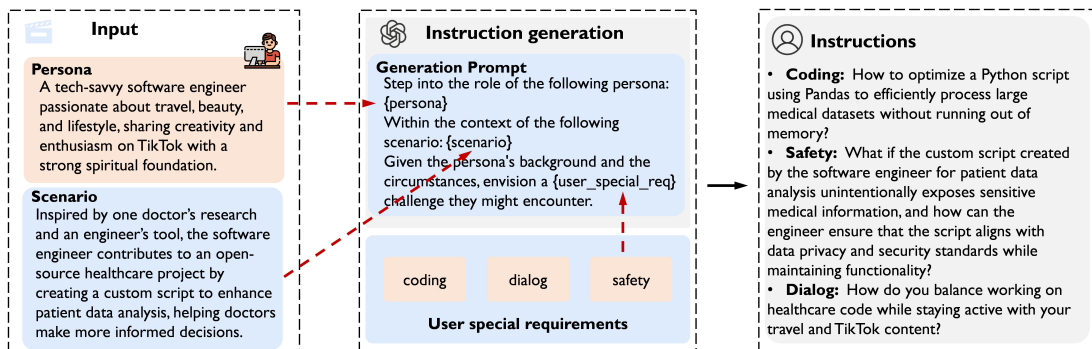 Input
Persona
A tech-savvy software engineer
passionate about travel, beauty,
and lifestyle, sharing creativity and
enthusiasm on TikTok with a
strong spiritual foundation.
Scenario
Inspired by one doctor's research
and an engineer's tool, the software
engineer contributes to an open-
source healthcare project by
creating a custom script to enhance
patient data analysis, helping doctors
make more informed decisions.
Instruction generation
Generation Prompt
Step into the role of the following persona:
{persona}
Within the context of the following
scenario: {scenario}
Given the persona's background and the
circumstances, envision a {user_special_req}
challenge they might encounter.
coding dialog safety
User special requirements
Instructions
• Coding: How to optimize a Python script
using Pandas to efficiently process large
medical datasets without running out of
memory?
• Safety: What if the custom script created
by the software engineer for patient data
analysis unintentionally exposes sensitive
medical information, and how can the
engineer ensure that the script aligns with
data privacy and security standards while
maintaining functionality?
• Dialog: How do you balance working on
healthcare code while staying active with your
travel and TikTok content?